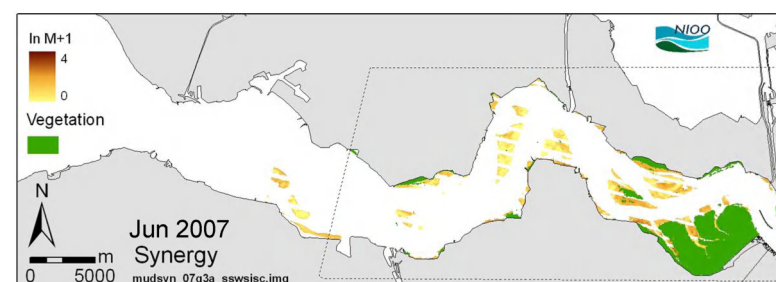 ln M+1
4
0
NIOO
Vegetation
N
m
0 5000
Jun 2007
Synergy
mudsyn_07q3a_sswsisc.img